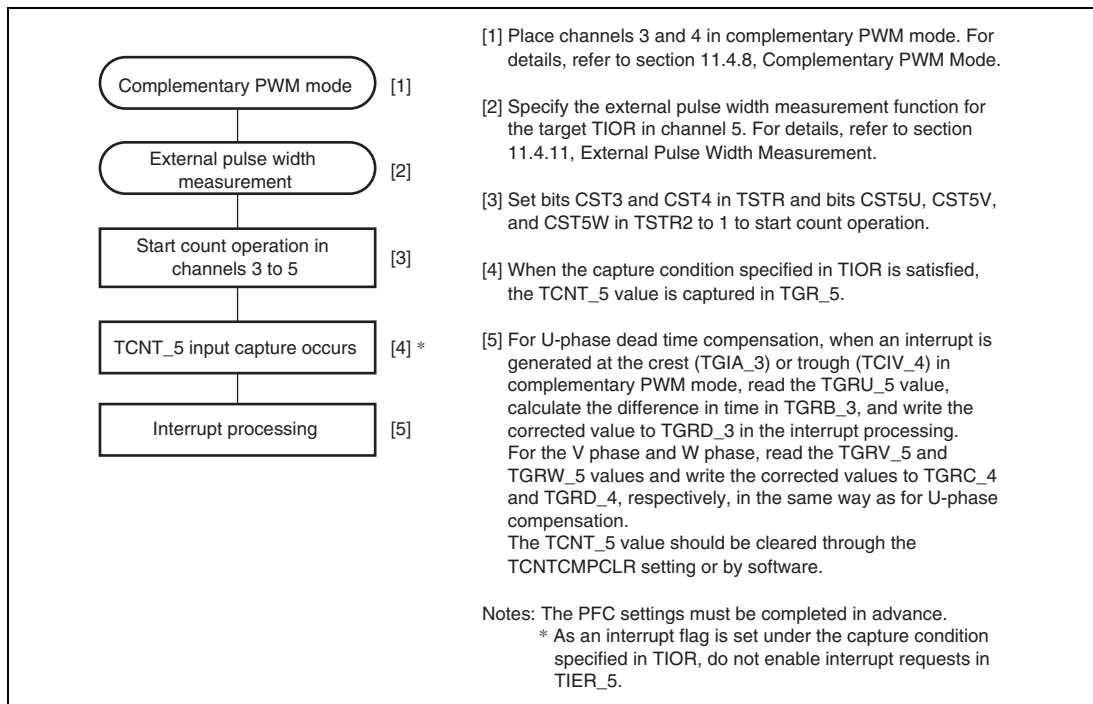 Complementary PWM mode [1]
External pulse width
measurement
[2]
Start count operation in
channels 3 to 5
[3]
TCNT_5 input capture occurs [4] *
Interrupt processing [5]
[1] Place channels 3 and 4 in complementary PWM mode. For
details, refer to section 11.4.8, Complementary PWM Mode.
[2] Specify the external pulse width measurement function for
the target TIOR in channel 5. For details, refer to section
11.4.11, External Pulse Width Measurement.
[3] Set bits CST3 and CST4 in TSTR and bits CST5U, CST5V,
and CST5W in TSTR2 to 1 to start count operation.
[4] When the capture condition specified in TIOR is satisfied,
the TCNT_5 value is captured in TGR_5.
[5] For U-phase dead time compensation, when an interrupt is
generated at the crest (TGIA_3) or trough (TCIV_4) in
complementary PWM mode, read the TGRU_5 value,
calculate the difference in time in TGRB_3, and write the
corrected value to TGRD_3 in the interrupt processing.
For the V phase and W phase, read the TGRV_5 and
TGRW_5 values and write the corrected values to TGRC_4
and TGRD_4, respectively, in the same way as for U-phase
compensation.
The TCNT_5 value should be cleared through the
TCNTCMPCLR setting or by software.
Notes: The PFC settings must be completed in advance.
* As an interrupt flag is set under the capture condition
specified in TIOR, do not enable interrupt requests in
TIER_5.